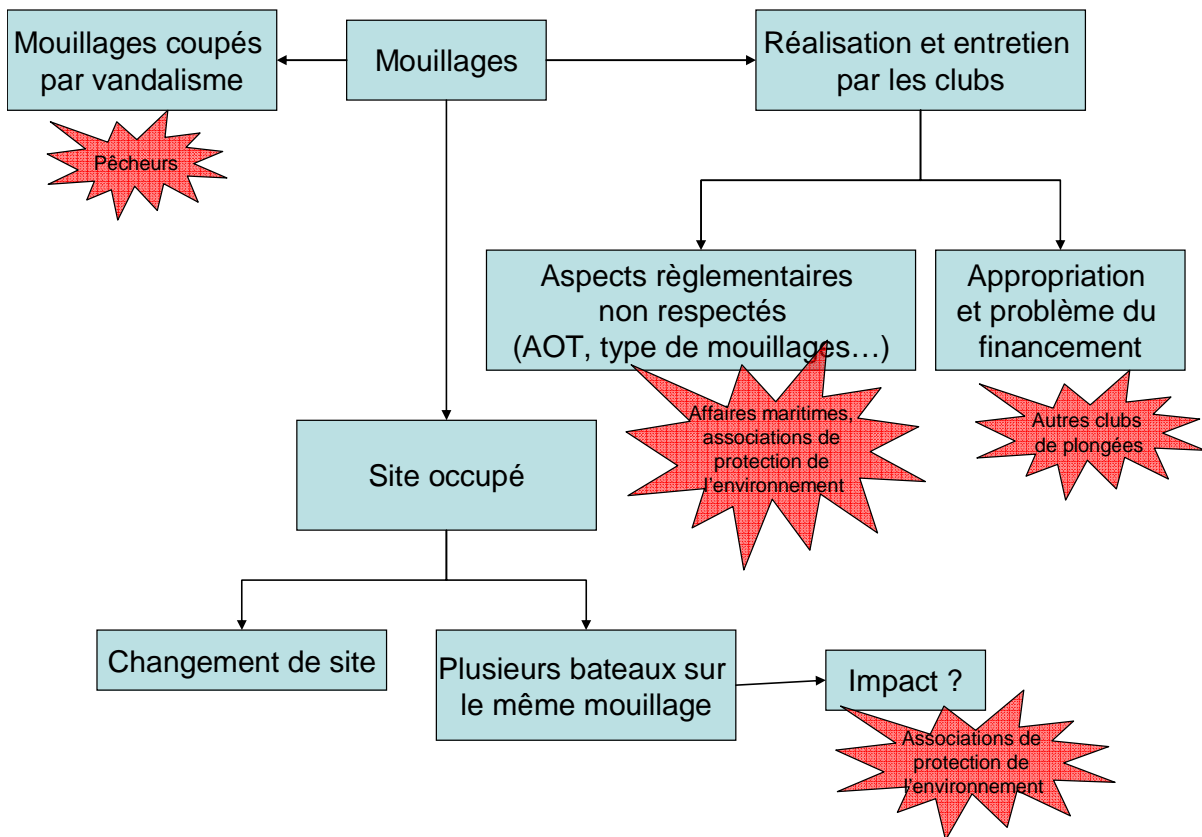 Mouillages coupés
par vandalisme
Mouillages
Réalisation et entretien
par les clubs
Pêcheurs
Aspects règlementaires
non respectés
(AOT, type de mouillages…)
Appropriation
et problème du
financement
Affaires maritimes,
associations de
protection de
l’environnement
Autres clubs
de plongées
Site occupé
Changement de site
Plusieurs bateaux sur
le même mouillage
Impact ?
Associations de
protection de
l’environnement